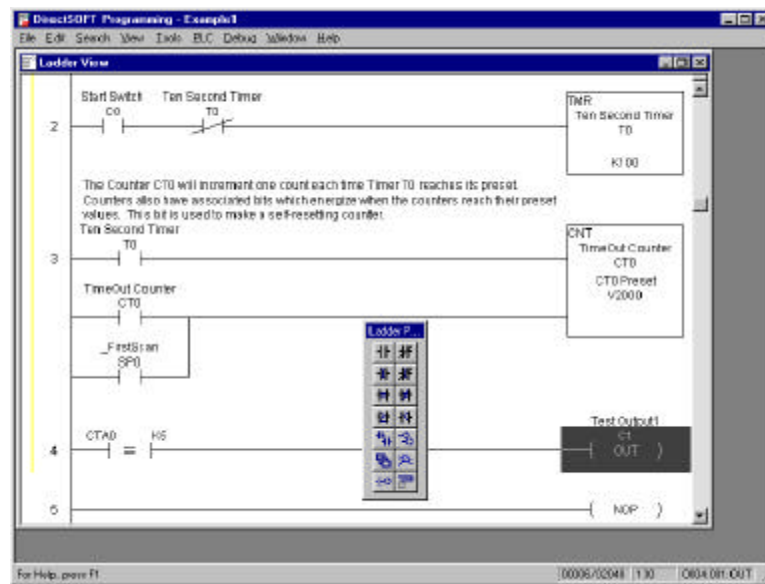 DirectSOFT Programming - Example1
File Edit Search View Tools PLC Debug Window Help
Ladder View
Start Switch Ten Second Timer
C0 T0
TMR
Ten Second Timer
T0
K100
2
The Counter CT0 will increment one count each time Timer T0 reaches its preset.
Counters also have associated bits which energize when the counters reach their preset
values. This bit is used to make a self-resetting counter.
Ten Second Timer
T0
CNT
TimeOut Counter
CT0
CT0 Preset
V2000
3
TimeOut Counter
CT0
_FirstScan
SP0
Ladder P...
Test Output1
C1
OUT
4
CTA0 = K5
5
NOP
For Help, press F1
00006/02048 130